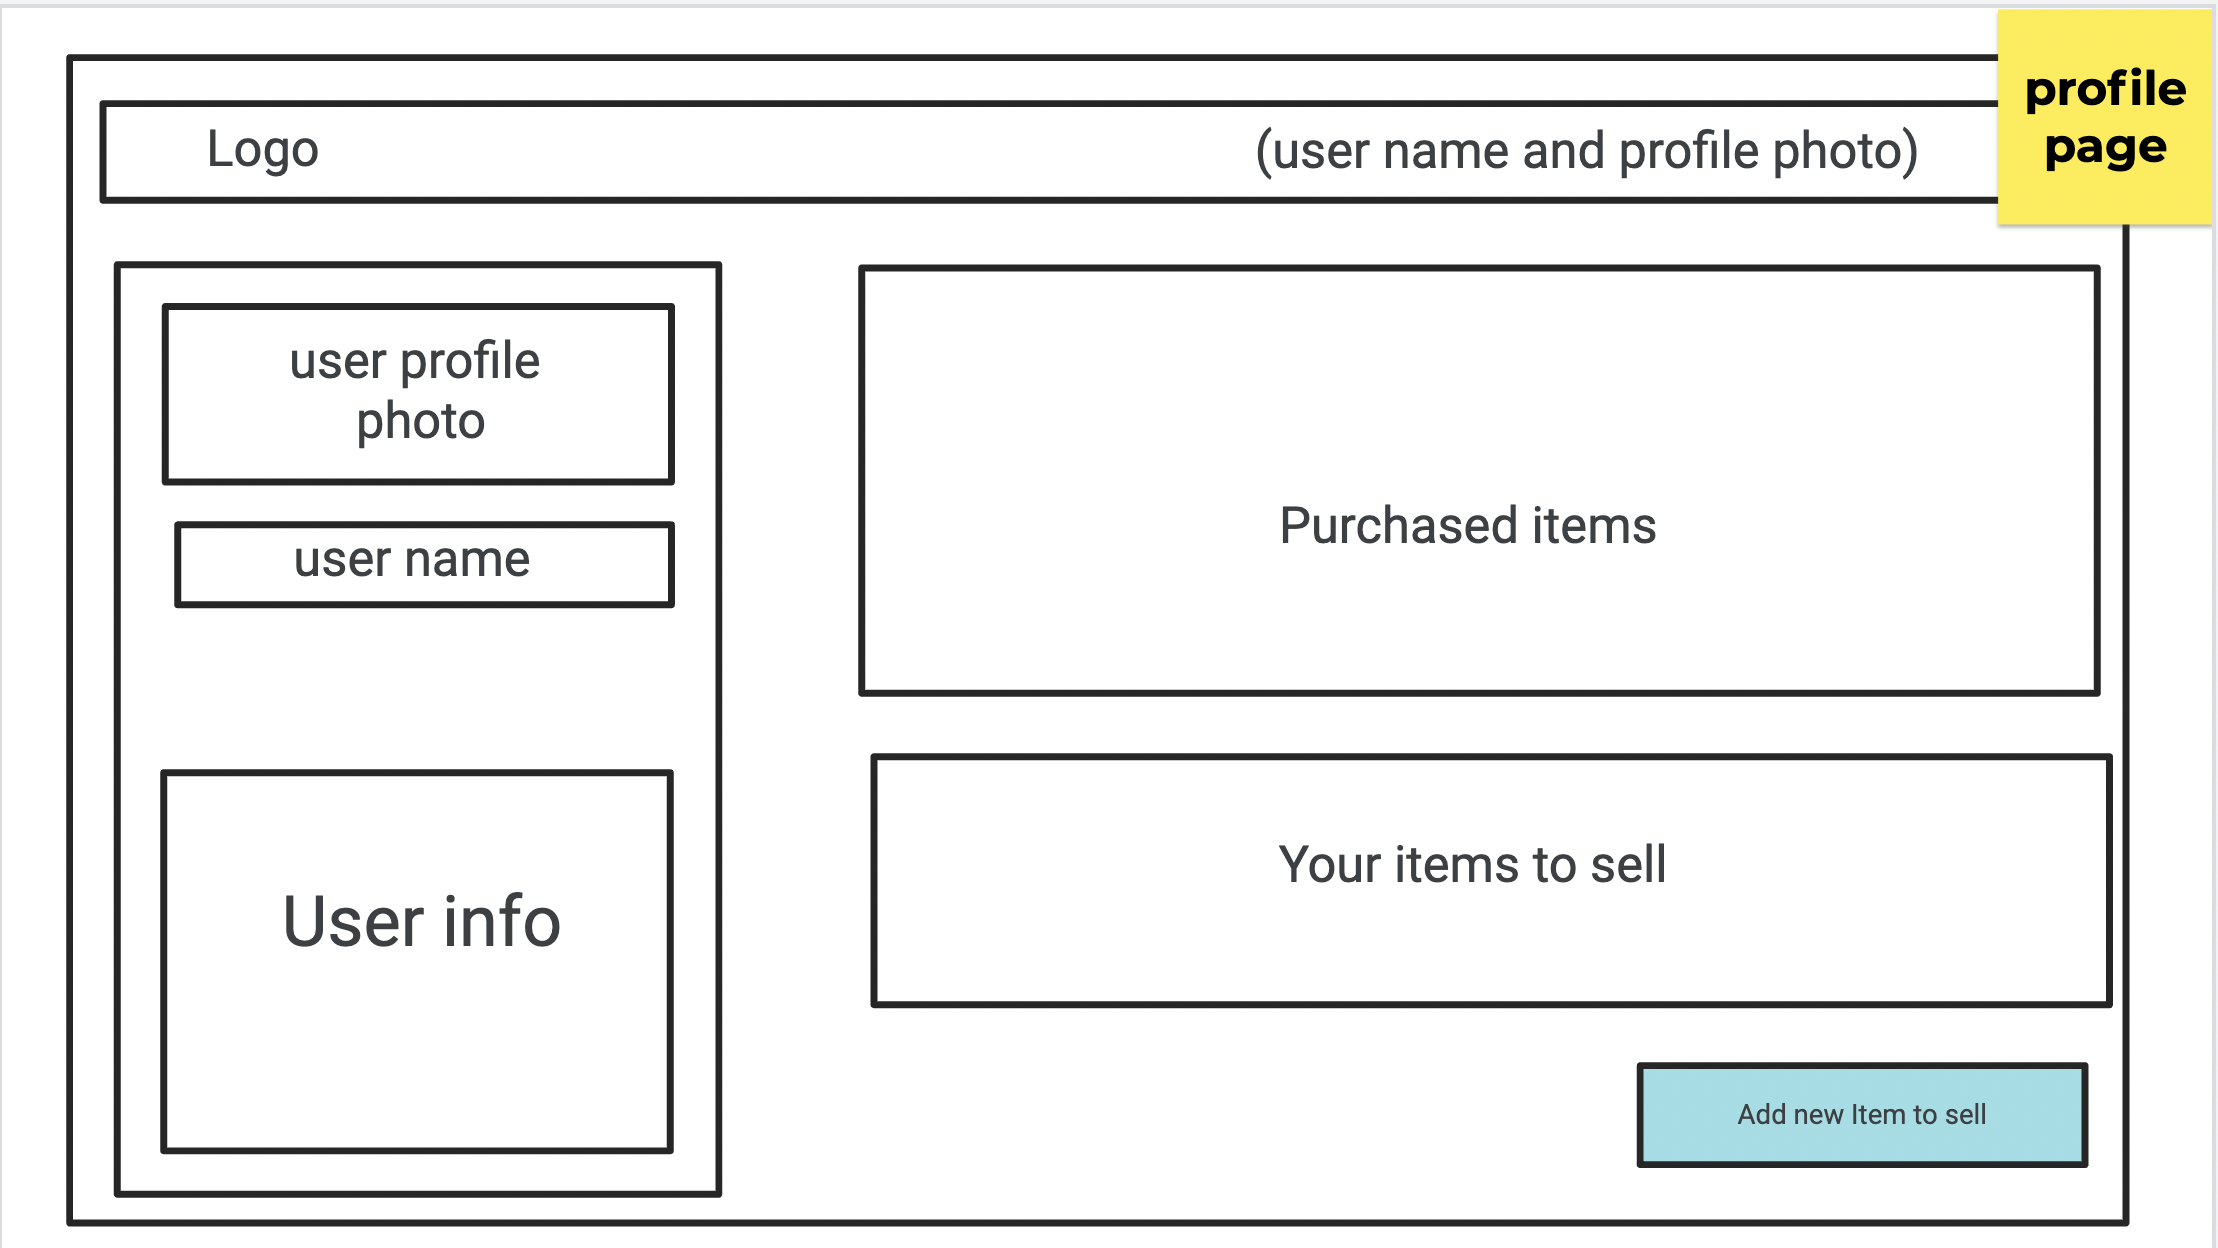 profile
page
Logo
(user name and profile photo)
user profile
photo
user name
User info
Purchased items
Your items to sell
Add new Item to sell